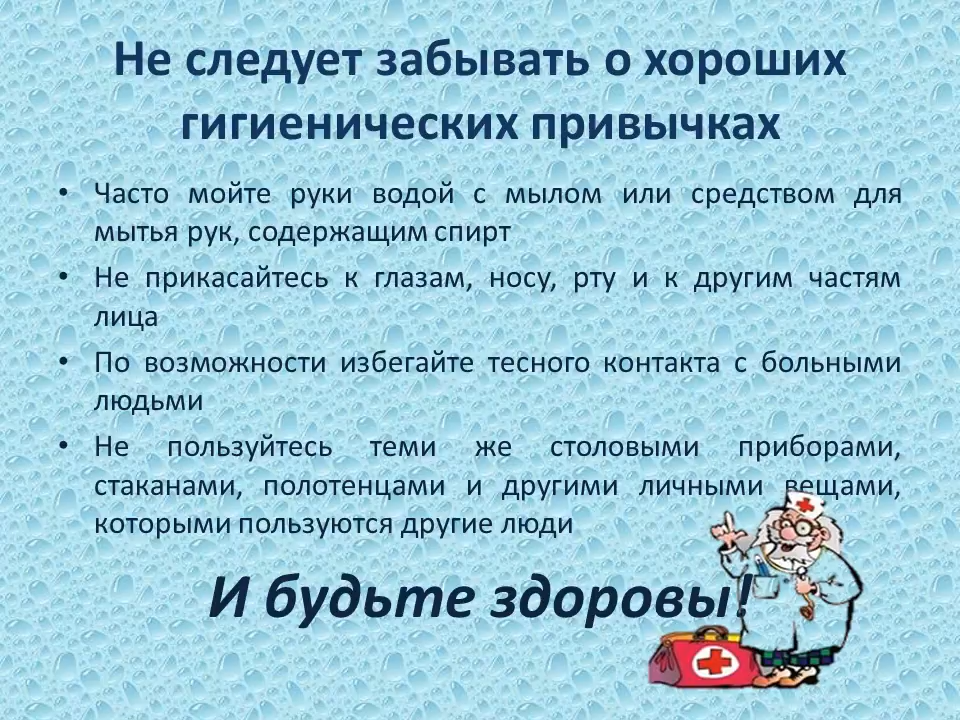 Не следует забывать о хороших
гигиенических привычках
• Часто мойте руки водой с мылом или средством для
мытья рук, содержащим спирт
• Не прикасайтесь к глазам, носу, рту и к другим частям
лица
• По возможности избегайте тесного контакта с больными
людьми
• Не пользуйтесь теми же столовыми приборами,
стаканами, полотенцами и другими личными вещами,
которыми пользуются другие люди
И будьте здоровы!